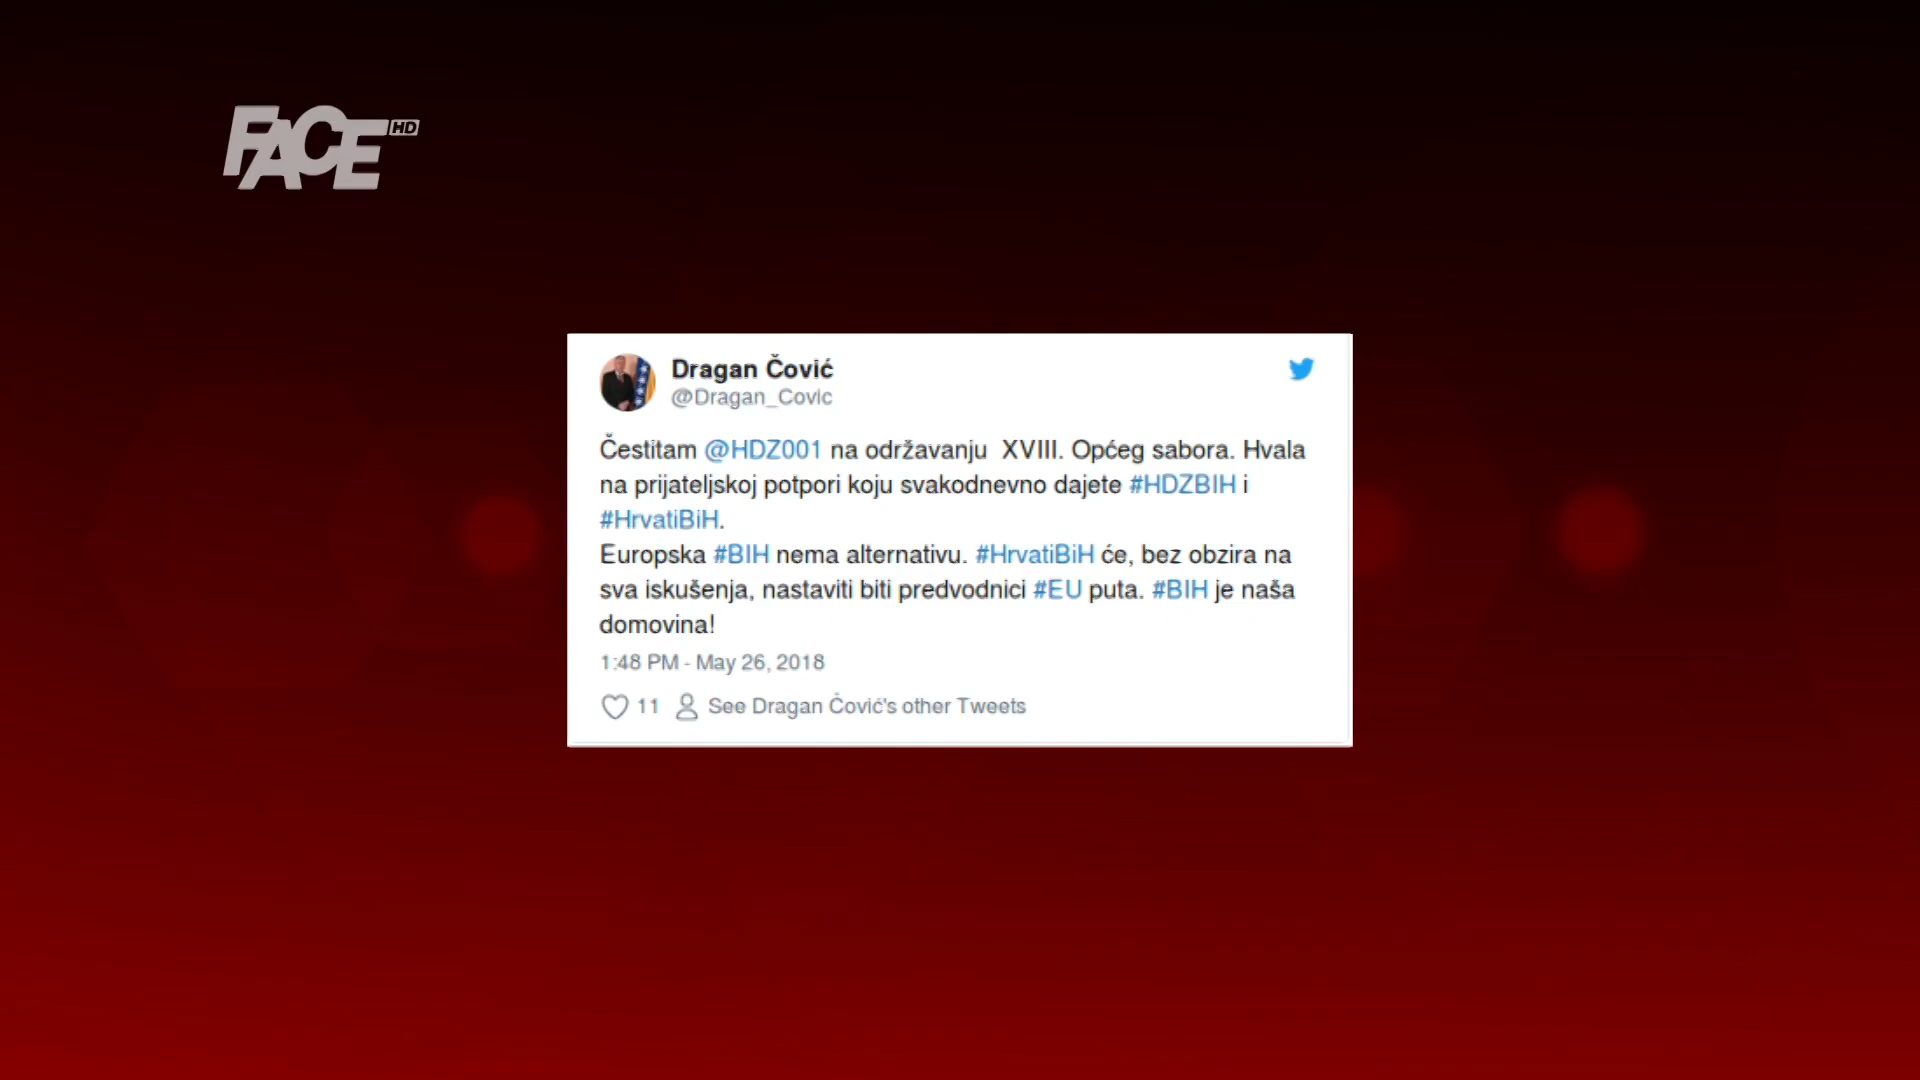 FACE HD
Dragan Čović
@Dragan_Covic
Čestitam @HDZ001 na održavanju  XVIII. Općeg sabora. Hvala
na prijateljskoj potpori koju svakodnevno dajete #HDZBIH i
#HrvatiBiH.
Europska #BIH nema alternativu. #HrvatiBiH će, bez obzira na
sva iskušenja, nastaviti biti predvodnici #EU puta. #BIH je naša
domovina!
1:48 PM - May 26, 2018
11 See Dragan Čović's other Tweets